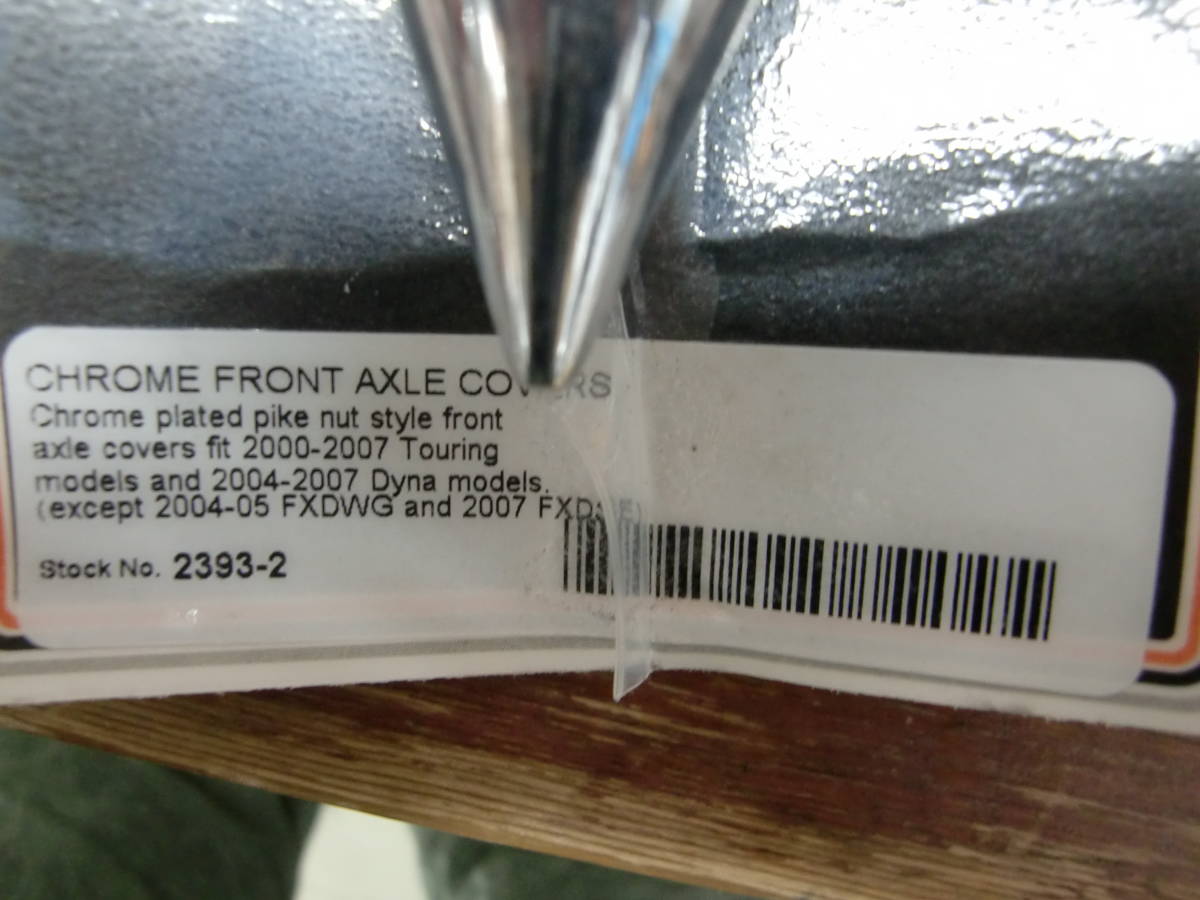 CHROME FRONT AXLE COVERS
Chrome plated pike nut style front
axle covers fit 2000-2007 Touring
models and 2004-2007 Dyna models.
(except 2004-05 FXDWG and 2007 FXDSE)
Stock No. 2393-2